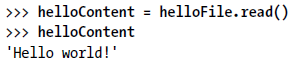 >>> helloContent = helloFile.read()
>>> helloContent
'Hello world!'